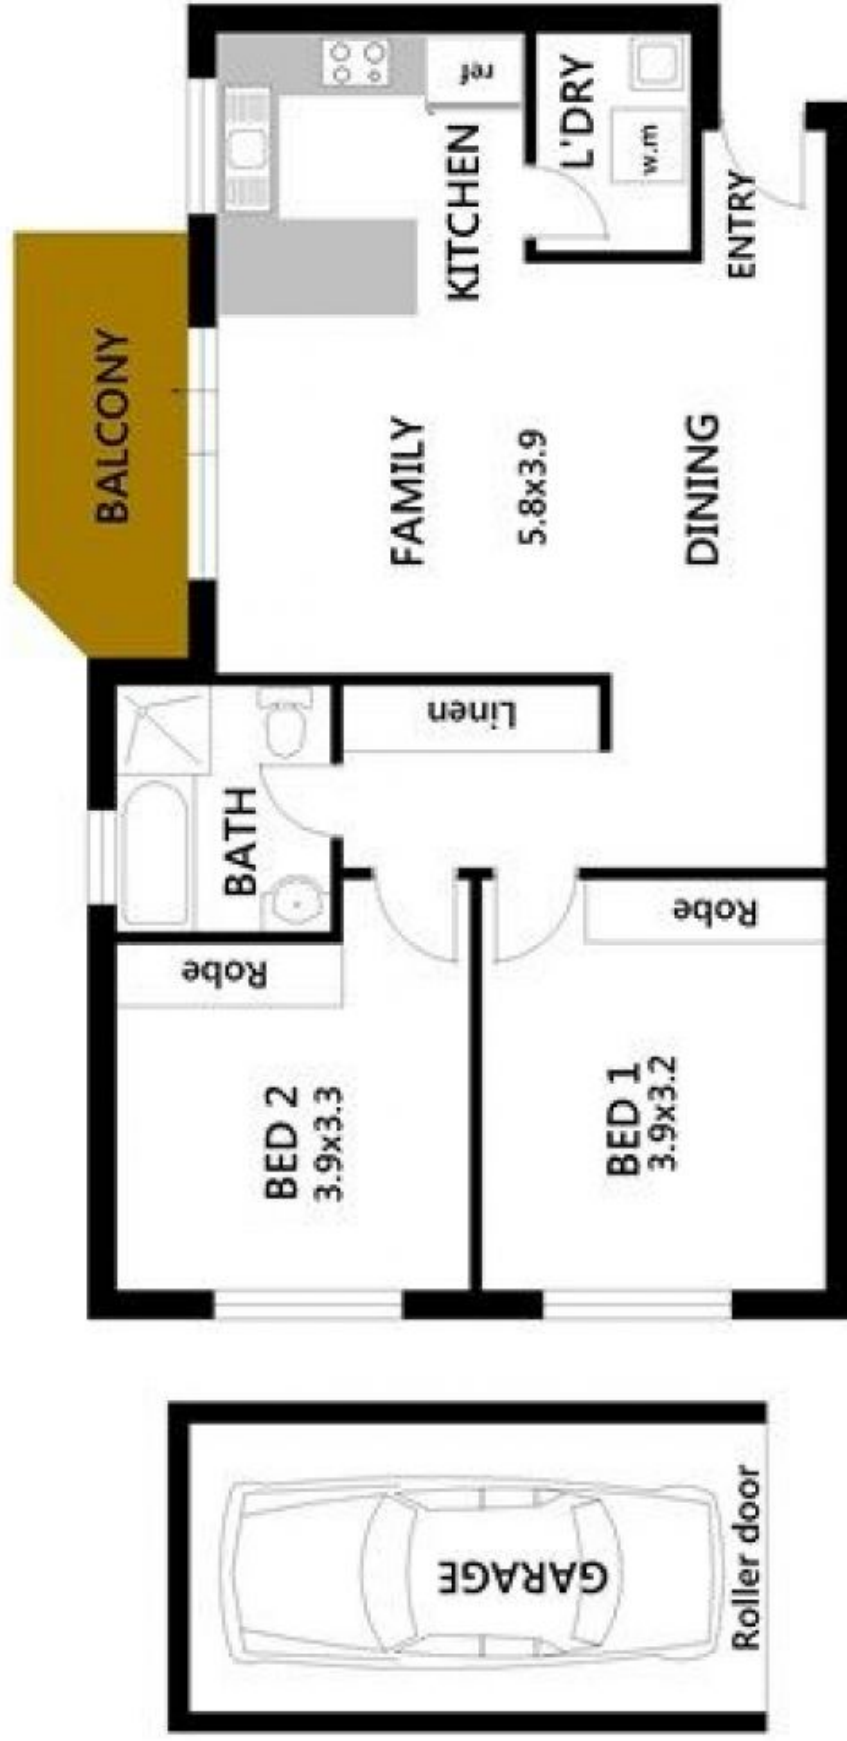 BALCONY
KITCHEN
ref.
L'DRY
w.m
ENTRY
FAMILY
5.8x3.9
DINING
Linen
BATH
Robe
Robe
BED 2
3.9x3.3
BED 1
3.9x3.2
GARAGE
Roller door